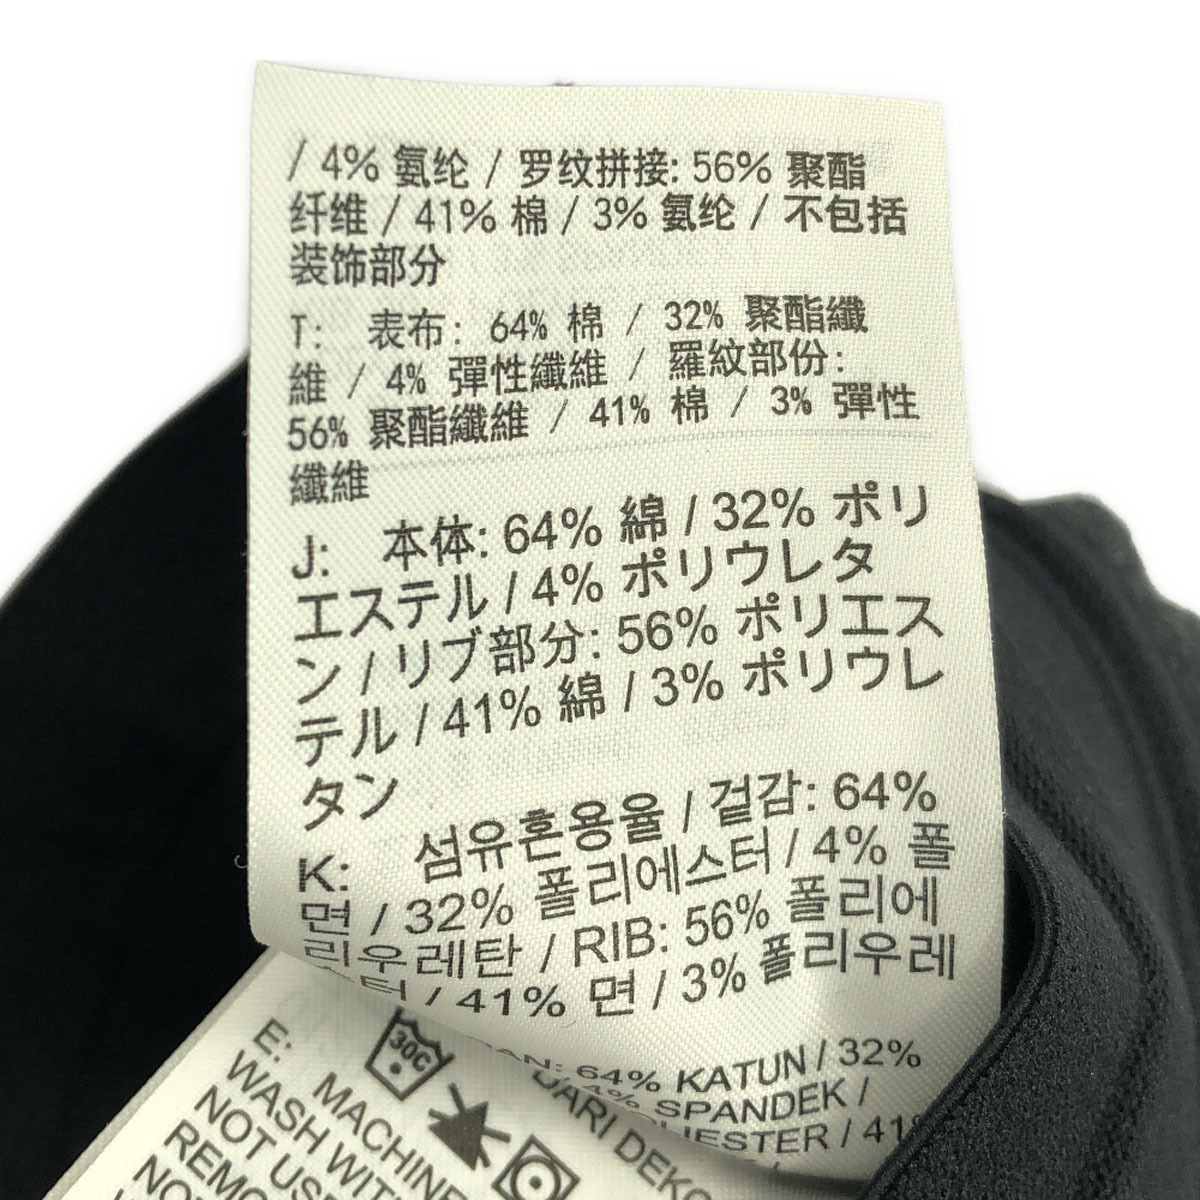 / 4% 氨纶 / 罗纹拼接: 56% 聚酯
纤维 / 41% 棉 / 3% 氨纶 / 不包括
装饰部分
T: 表布: 64% 棉 / 32% 聚酯纖
維 / 4% 彈性纖維 / 羅紋部份:
56% 聚酯纖維 / 41% 棉 / 3% 彈性
纖維
J: 本体: 64% 綿 / 32% ポリ
エステル / 4% ポリウレタ
ン / リブ部分: 56% ポリエス
テル / 41% 綿 / 3% ポリウレ
タン
K: 섬유혼용율 / 겉감: 64%
면 / 32% 폴리에스터 / 4% 폴
리우레탄 / RIB: 56% 폴리에
스터 / 41% 면 / 3% 폴리우레
64% KATUN / 32%
4% SPANDEK /
/ 41%
DARI DEKO
30C
E: MACHINE
WASH WIT
NOT USE
REMO
NOT